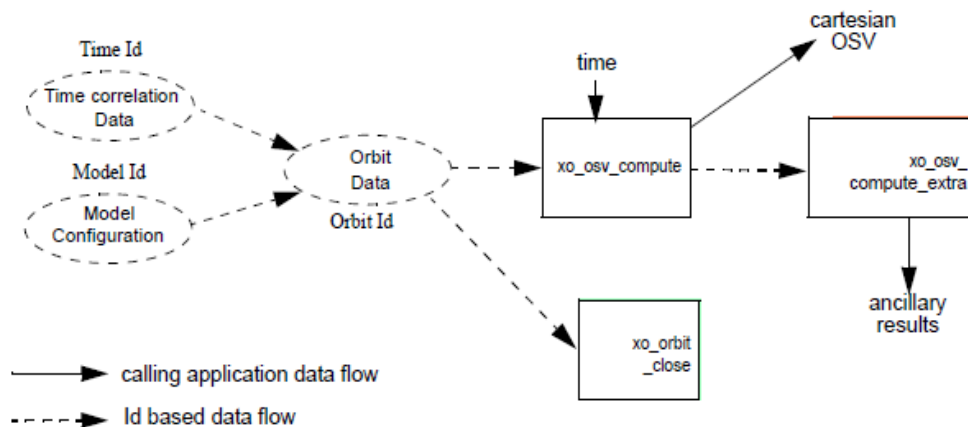 cartesian
OSV
Time Id
time
Time correlation
Data
Orbit
Data
xo_osv_compute
xo_osv_
compute_extra
Model Id
Model
Configuration
Orbit Id
ancillary
results
xo_orbit
_close
calling application data flow
Id based data flow